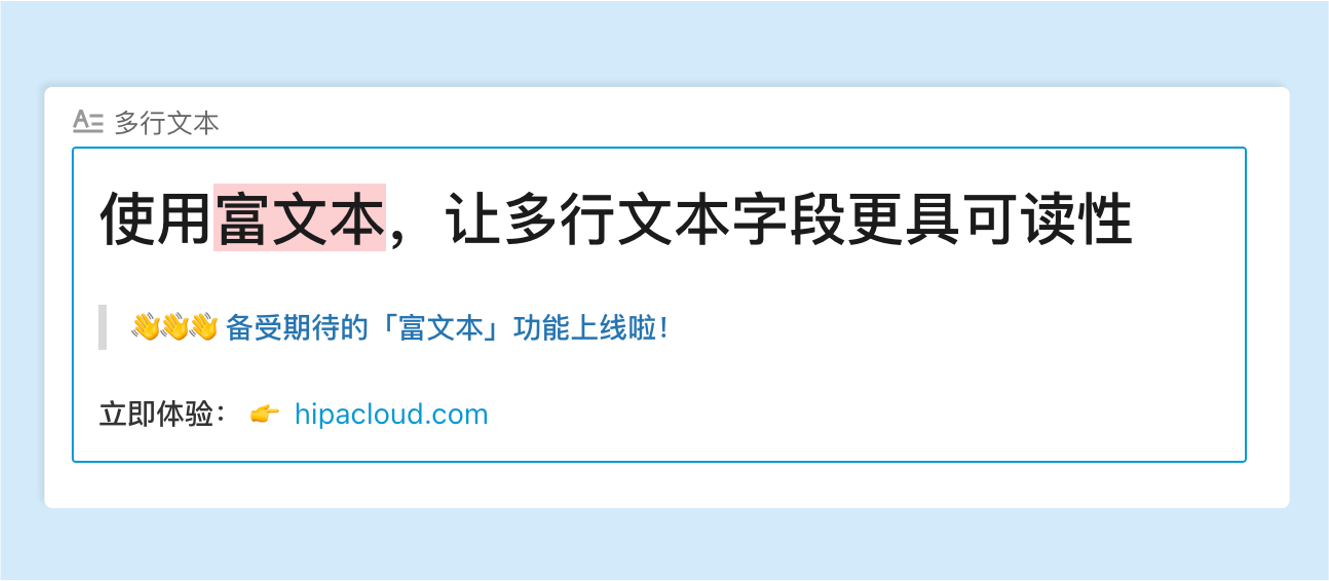 多行文本
使用富文本，让多行文本字段更具可读性
👋👋👋 备受期待的「富文本」功能上线啦！
立即体验： 👉 hipacloud.com